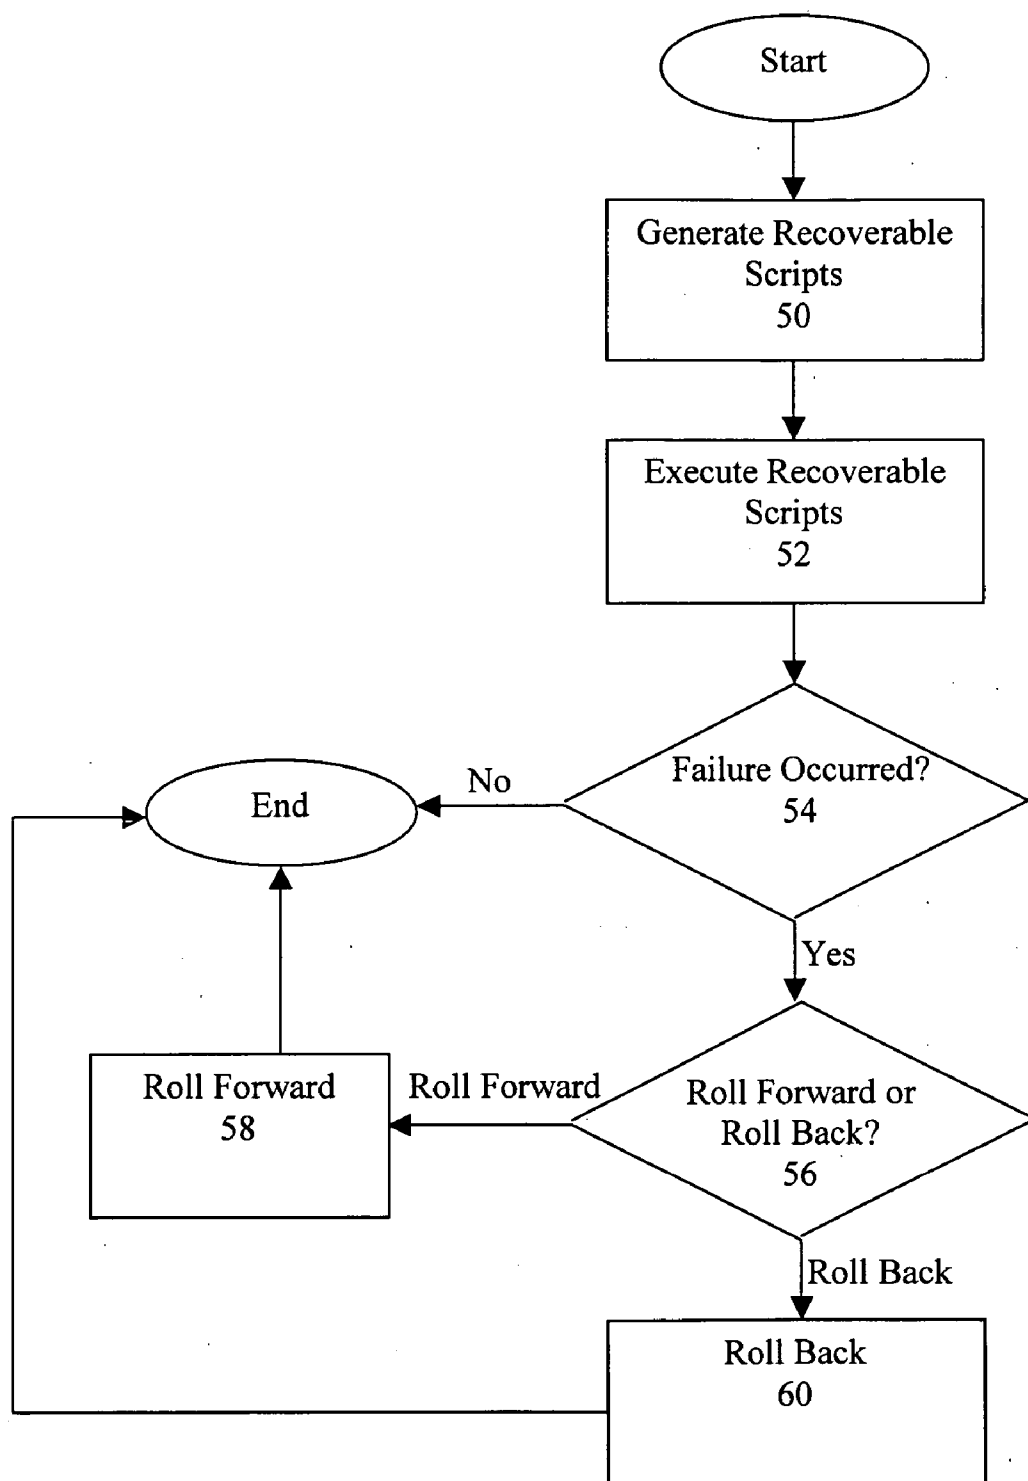 Start
Generate Recoverable
Scripts
50
Execute Recoverable
Scripts
52
Failure Occurred?
54
No
End
Yes
Roll Forward or
Roll Back?
56
Roll Forward
Roll Forward
58
Roll Back
Roll Back
60